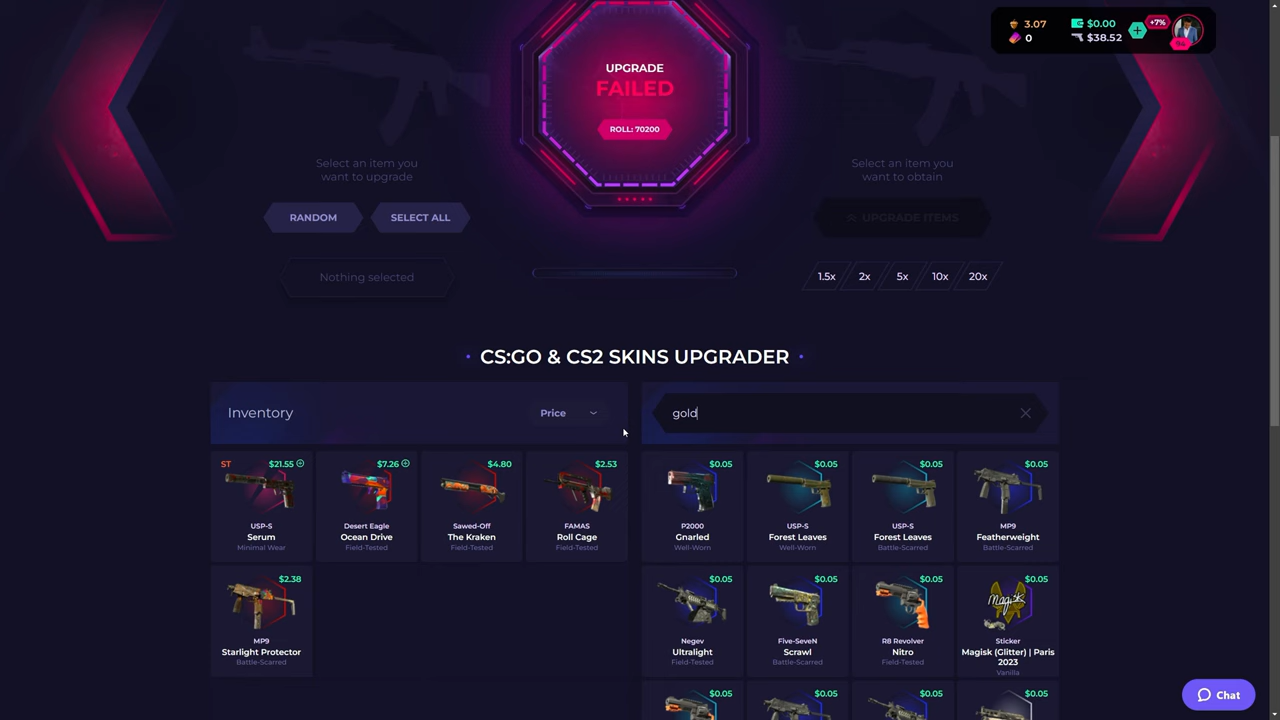 3.07
$0.00
+7%
0
$38.52
94
UPGRADE
FAILED
ROLL: 70200
Select an item you
want to upgrade
Select an item you
want to obtain
RANDOM
SELECT ALL
UPGRADE ITEMS
Nothing selected
1.5x
2x
5x
10x
20x
CS:GO & CS2 SKINS UPGRADER
Inventory
Price
gold
ST
$21.55
USP-S
Serum
Minimal Wear
$7.26
Desert Eagle
Ocean Drive
Field-Tested
$4.80
Sawed-Off
The Kraken
Field-Tested
$2.53
FAMAS
Roll Cage
Field-Tested
$0.05
P2000
Gnarled
Well-Worn
$0.05
USP-S
Forest Leaves
Well-Worn
$0.05
USP-S
Forest Leaves
Battle-Scarred
$0.05
MP9
Featherweight
Battle-Scarred
$2.38
MP9
Starlight Protector
Battle-Scarred
$0.05
Negev
Ultralight
Field-Tested
$0.05
Five-SeveN
Scrawl
Battle-Scarred
$0.05
R8 Revolver
Nitro
Field-Tested
$0.05
Magisk
Sticker
Magisk (Glitter) | Paris
2023
Vanilla
$0.05
$0.05
$0.05
$0.05
Chat